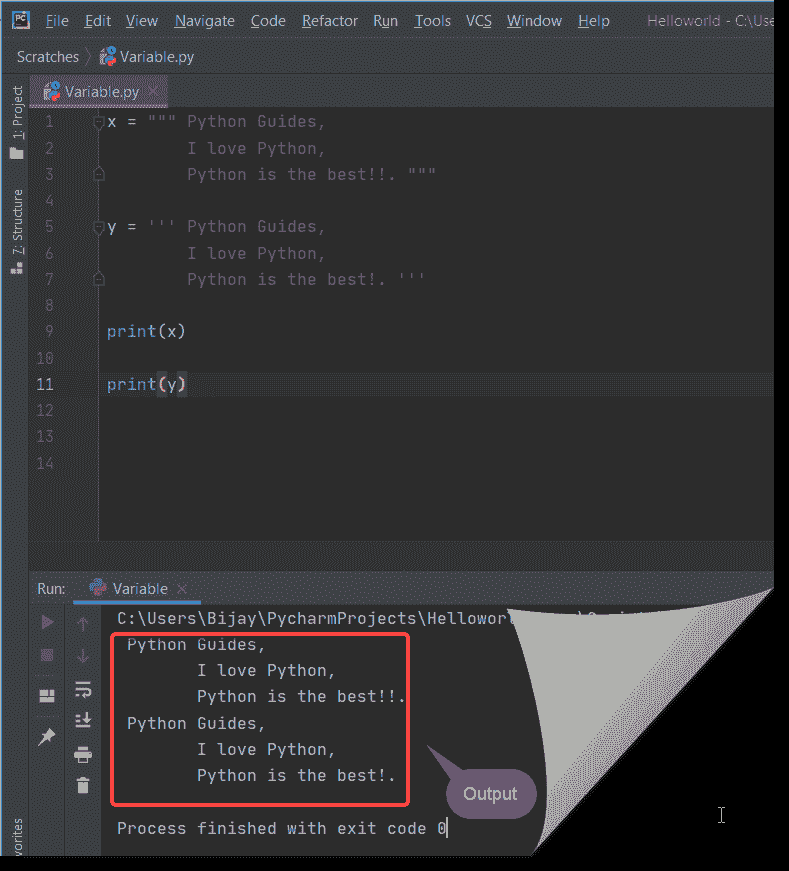 PC File Edit View Navigate Code Refactor Run Tools VCS Window Help Helloworld - C:\Use
Scratches Variable.py
Variable.py
1: Project
7: Structure
1 x = """ Python Guides,
2 I love Python,
3 Python is the best!!. """
4
5 y = ''' Python Guides,
6 I love Python,
7 Python is the best!. '''
8
9 print(x)
10
11 print(y)
12
13
14
Run: Variable
C:\Users\Bijay\PycharmProjects\Hellowor
Python Guides,
I love Python,
Python is the best!!.
Python Guides,
I love Python,
Python is the best!.
Output
Process finished with exit code 0
vorites